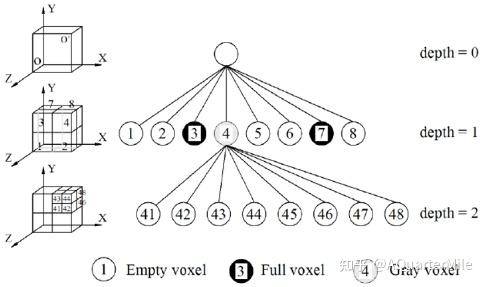 Y
O'
O
X
Z
depth = 0
Y
7 8
3 4
1 2
X
Z
1 2 3 4 5 6 7 8
depth = 1
Y
43 44 48
41 42 46
X
Z
41 42 43 44 45 46 47 48
depth = 2
1 Empty voxel 3 Full voxel 4 Gray voxel
知乎 @AQuarterMile